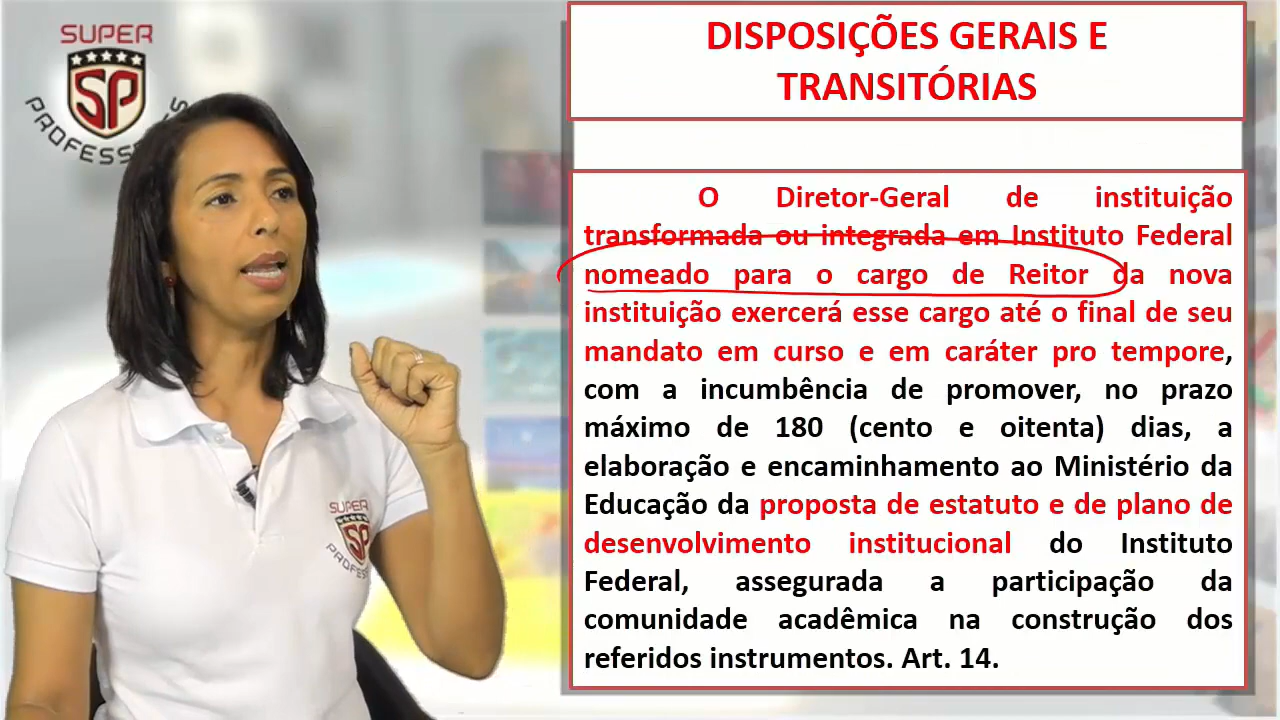 SUPER
SP
PROFESS
DISPOSIÇÕES GERAIS E
TRANSITÓRIAS
O Diretor-Geral de instituição
transformada ou integrada em Instituto Federal
nomeado para o cargo de Reitor da nova
instituição exercerá esse cargo até o final de seu
mandato em curso e em caráter pro tempore,
com a incumbência de promover, no prazo
máximo de 180 (cento e oitenta) dias, a
elaboração e encaminhamento ao Ministério da
Educação da proposta de estatuto e de plano de
desenvolvimento institucional do Instituto
Federal, assegurada a participação da
comunidade acadêmica na construção dos
referidos instrumentos. Art. 14.
SUPER
SP
PROFESS